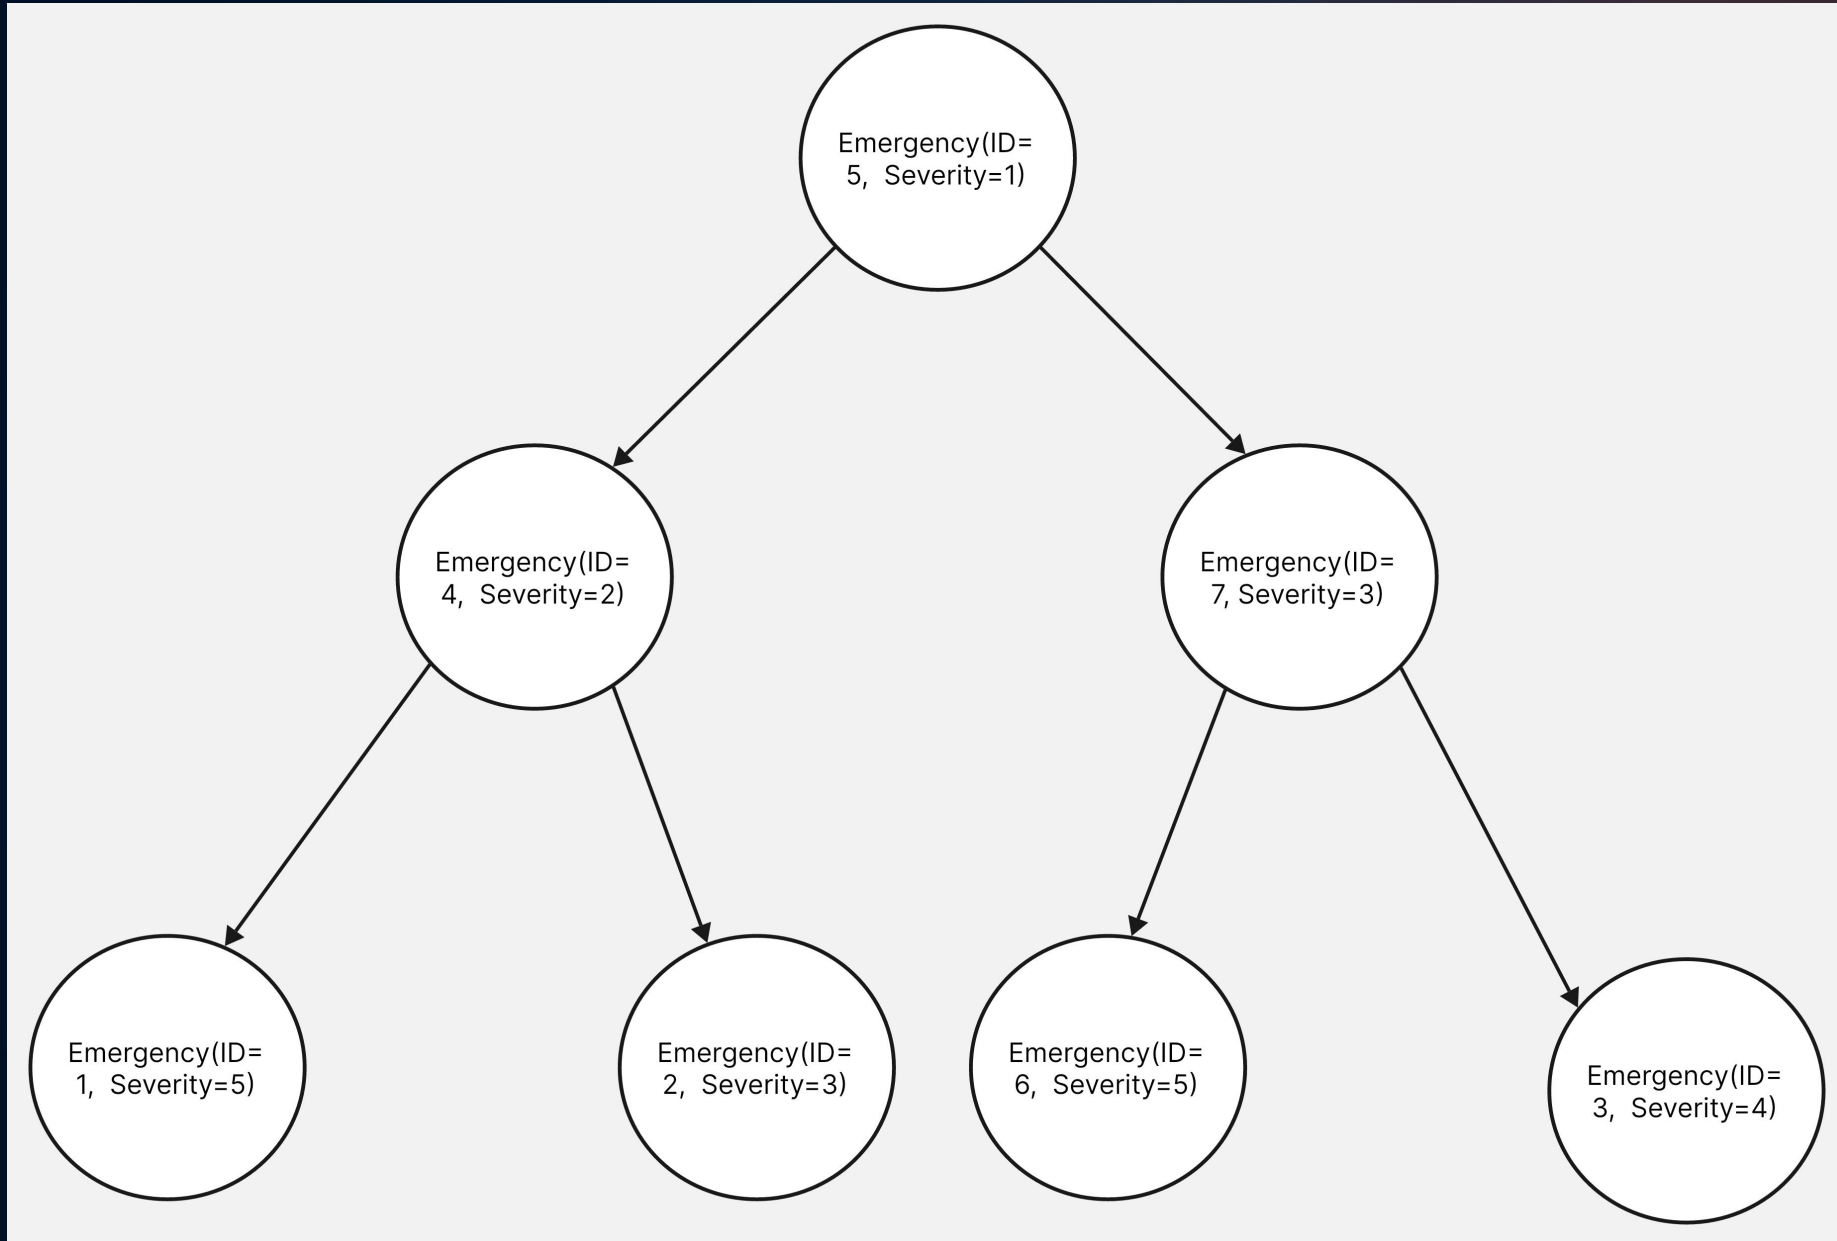 Emergency(ID=
5,  Severity=1)
Emergency(ID=
4,  Severity=2)
Emergency(ID=
7, Severity=3)
Emergency(ID=
1,  Severity=5)
Emergency(ID=
2,  Severity=3)
Emergency(ID=
6,  Severity=5)
Emergency(ID=
3,  Severity=4)